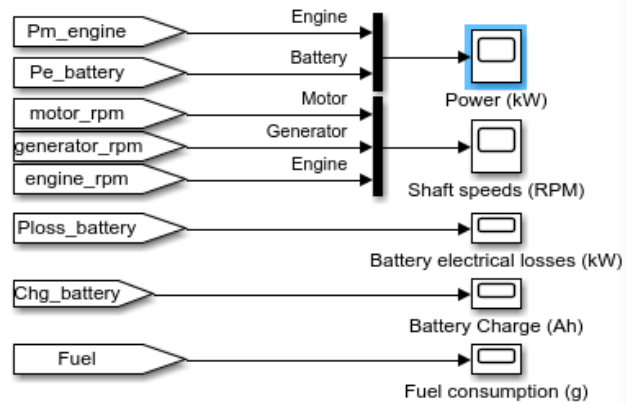 Pm_engine
Engine
Pe_battery
Battery
Power (kW)
motor_rpm
Motor
generator_rpm
Generator
engine_rpm
Engine
Shaft speeds (RPM)
Ploss_battery
Battery electrical losses (kW)
Chg_battery
Battery Charge (Ah)
Fuel
Fuel consumption (g)